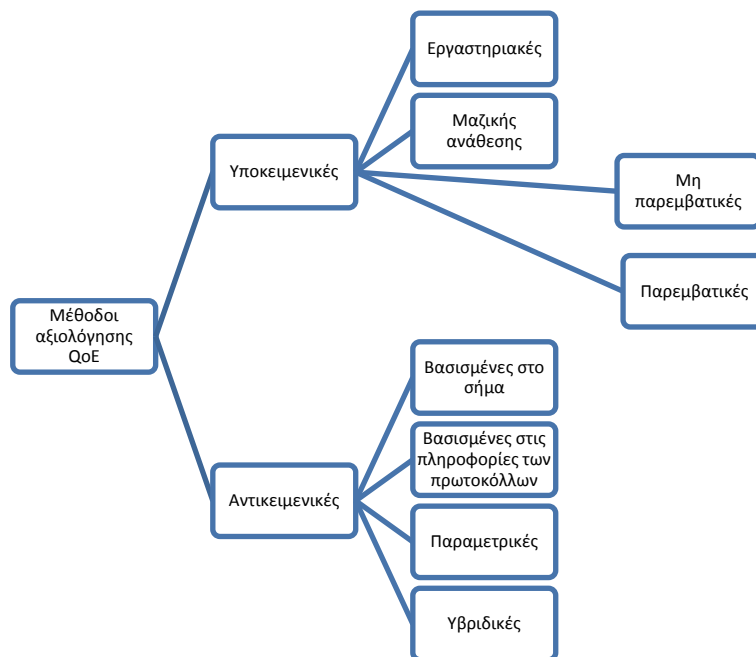 Εργαστηριακές
Μαζικής
ανάθεσης
Υποκειμενικές
Μη
παρεμβατικές
Παρεμβατικές
Μέθοδοι
αξιολόγησης
QoE
Βασισμένες στο
σήμα
Βασισμένες στις
πληροφορίες των
πρωτοκόλλων
Αντικειμενικές
Παραμετρικές
Υβριδικές